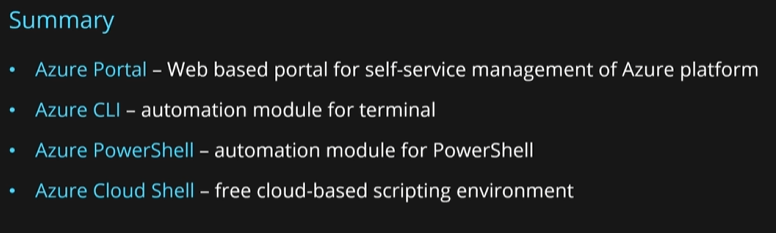 Summary
• Azure Portal – Web based portal for self-service management of Azure platform
• Azure CLI – automation module for terminal
• Azure PowerShell – automation module for PowerShell
• Azure Cloud Shell – free cloud-based scripting environment